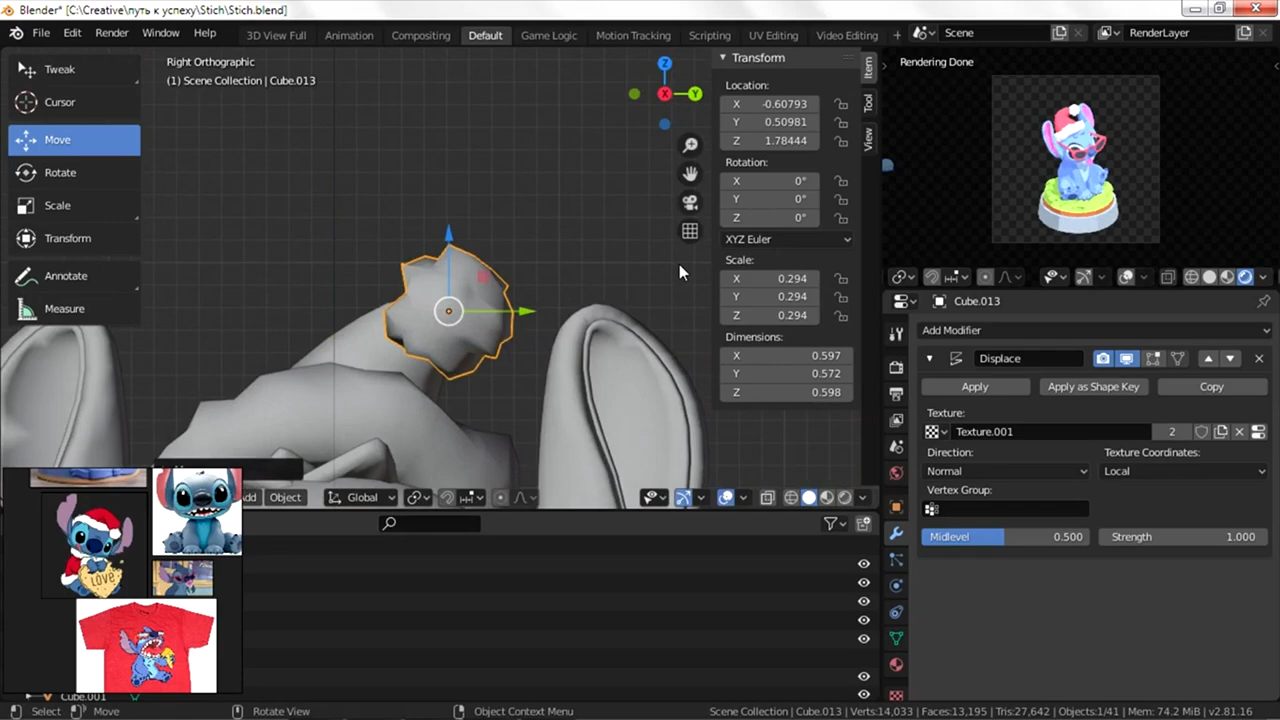 Blender* [C:\Creative\путь к успеху\Stich\Stich.blend]
File Edit Render Window Help
3D View Full Animation Compositing Default Game Logic Motion Tracking Scripting UV Editing Video Editing +
Scene
RenderLayer
Tweak
Cursor
Move
Rotate
Scale
Transform
Annotate
Measure
Right Orthographic
(1) Scene Collection | Cube.013
Z
X
Y
Transform
Location:
X -0.60793
Y 0.50981
Z 1.78444
Rotation:
X 0°
Y 0°
Z 0°
XYZ Euler
Scale:
X 0.294
Y 0.294
Z 0.294
Dimensions:
X 0.597
Y 0.572
Z 0.598
Item
Tool
View
Rendering Done
Cube.013
Add Modifier
Displace
Apply Apply as Shape Key Copy
Texture:
Texture.001 2
Direction: Texture Coordinates:
Normal Local
Vertex Group:
Midlevel 0.500 Strength 1.000
Object Global
LOVE
Cube.001
Select Move Rotate View Object Context Menu
Scene Collection | Cube.013 | Verts:14,033 | Faces:13,195 | Tris:27,642 | Objects:1/41 | Mem: 74.2 MiB | v2.81.16